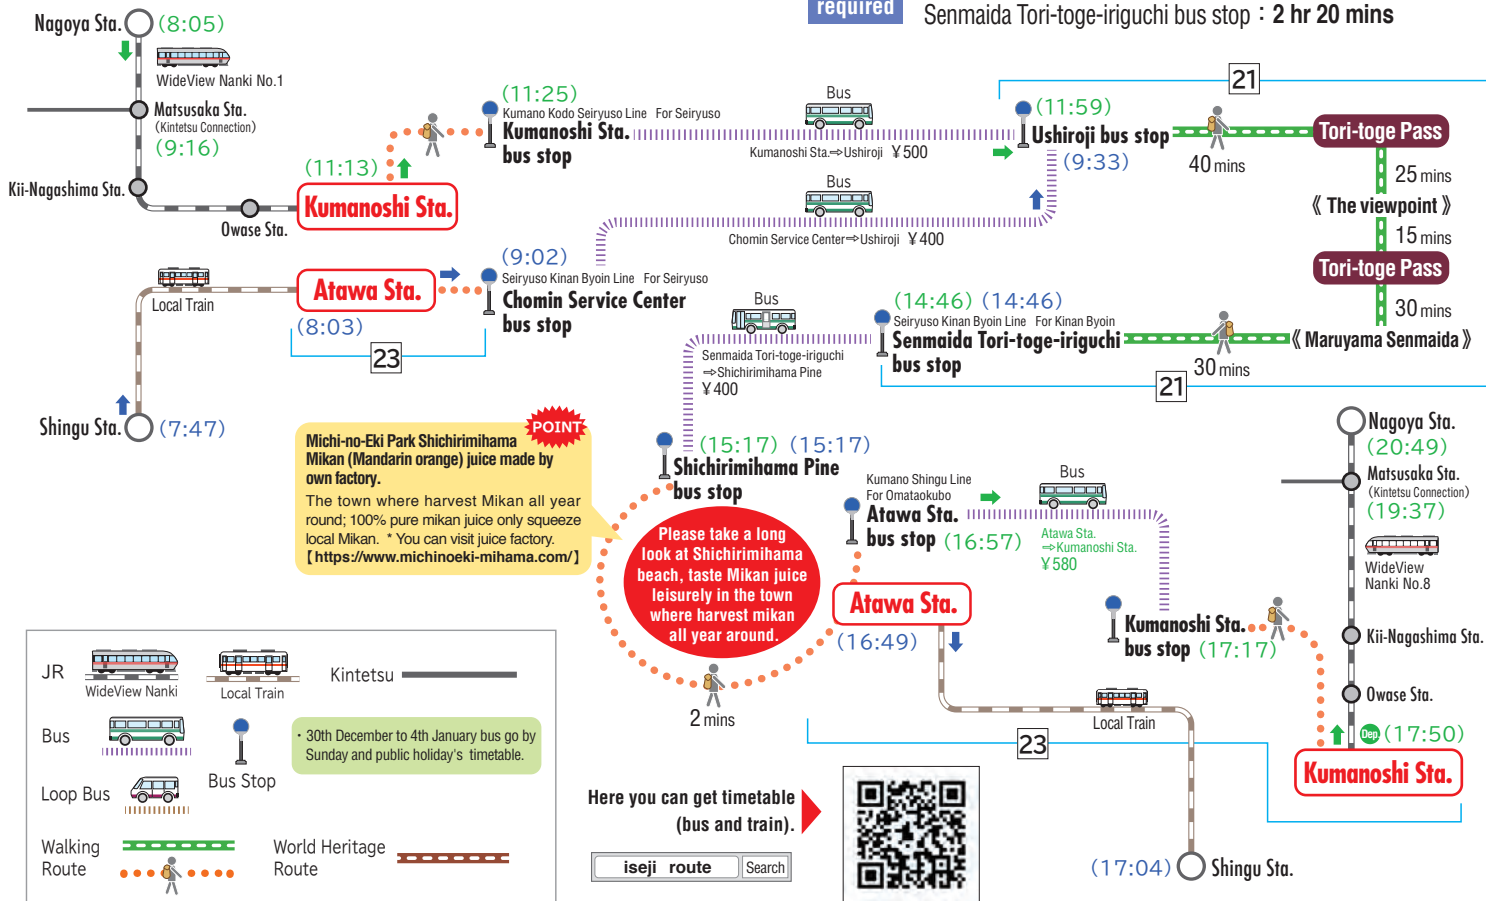 required
Senmaida Tori-toge-iriguchi bus stop : 2 hr 20 mins
Nagoya Sta. (8:05)
WideView Nanki No.1
Matsusaka Sta.
(Kintetsu Connection)
(9:16)
Kii-Nagashima Sta.
Owase Sta.
(11:13)
Kumanoshi Sta.
(11:25)
Kumano Kodo Seiryuso Line For Seiryuso
Kumanoshi Sta.
bus stop
Bus
Kumanoshi Sta.⇨Ushiroji ¥500
21
(11:59)
Ushiroji bus stop
(9:33)
40 mins
Tori-toge Pass
25 mins
《 The viewpoint 》
15 mins
Tori-toge Pass
30 mins
《 Maruyama Senmaida 》
30 mins
21
Bus
Chomin Service Center⇨Ushiroji ¥400
Local Train
Atawa Sta.
(8:03)
23
(9:02)
Seiryuso Kinan Byoin Line For Seiryuso
Chomin Service Center
bus stop
Shingu Sta. (7:47)
Bus
Senmaida Tori-toge-iriguchi
⇨Shichirimihama Pine
¥400
(14:46) (14:46)
Seiryuso Kinan Byoin Line For Kinan Byoin
Senmaida Tori-toge-iriguchi
bus stop
POINT
Michi-no-Eki Park Shichirimihama
Mikan (Mandarin orange) juice made by
own factory.
The town where harvest Mikan all year
round; 100% pure mikan juice only squeeze
local Mikan. * You can visit juice factory.
【https://www.michinoeki-mihama.com/】
(15:17) (15:17)
Shichirimihama Pine
bus stop
Please take a long
look at Shichirimihama
beach, taste Mikan juice
leisurely in the town
where harvest mikan
all year around.
2 mins
Kumano Shingu Line
For Omataokubo
Atawa Sta.
bus stop (16:57)
Bus
Atawa Sta.
⇨Kumanoshi Sta.
¥580
Atawa Sta.
(16:49)
Kumanoshi Sta.
bus stop (17:17)
Local Train
23
(17:04) Shingu Sta.
Nagoya Sta.
(20:49)
Matsusaka Sta.
(Kintetsu Connection)
(19:37)
WideView
Nanki No.8
Kii-Nagashima Sta.
Owase Sta.
Dep. (17:50)
Kumanoshi Sta.
JR
WideView Nanki
Local Train
Kintetsu
Bus
Bus Stop
・30th December to 4th January bus go by
Sunday and public holiday's timetable.
Loop Bus
Walking
Route
World Heritage
Route
Here you can get timetable
(bus and train).
iseji route Search